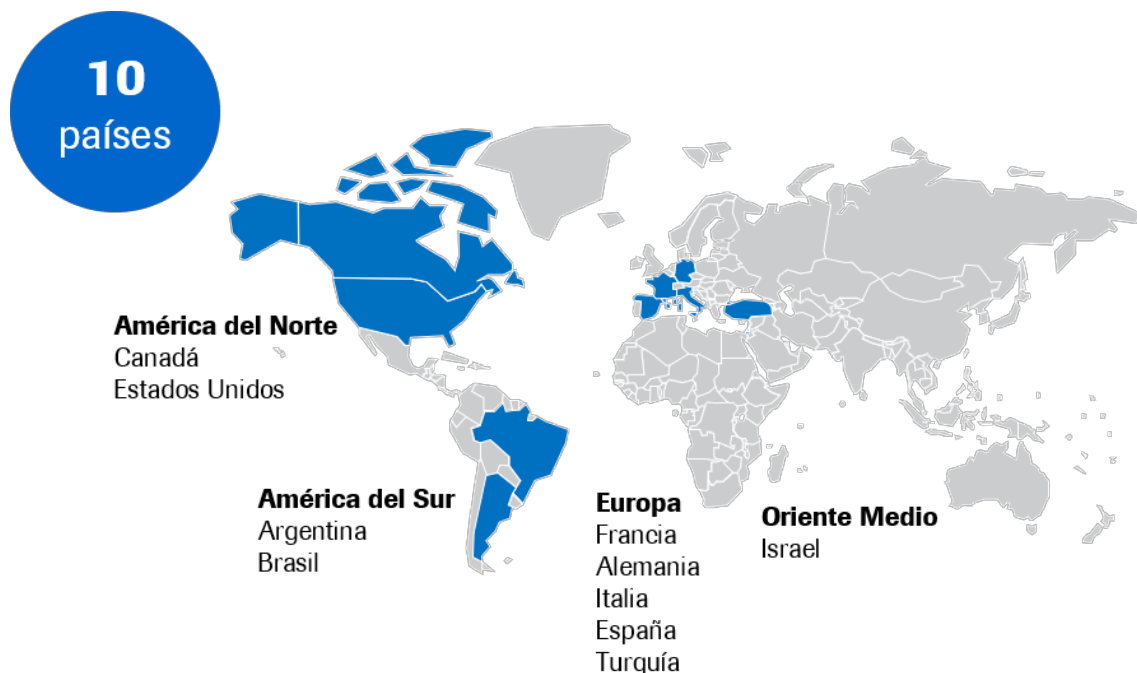 10
países
América del Norte
Canadá
Estados Unidos
América del Sur
Argentina
Brasil
Europa
Francia
Alemania
Italia
España
Turquía
Oriente Medio
Israel